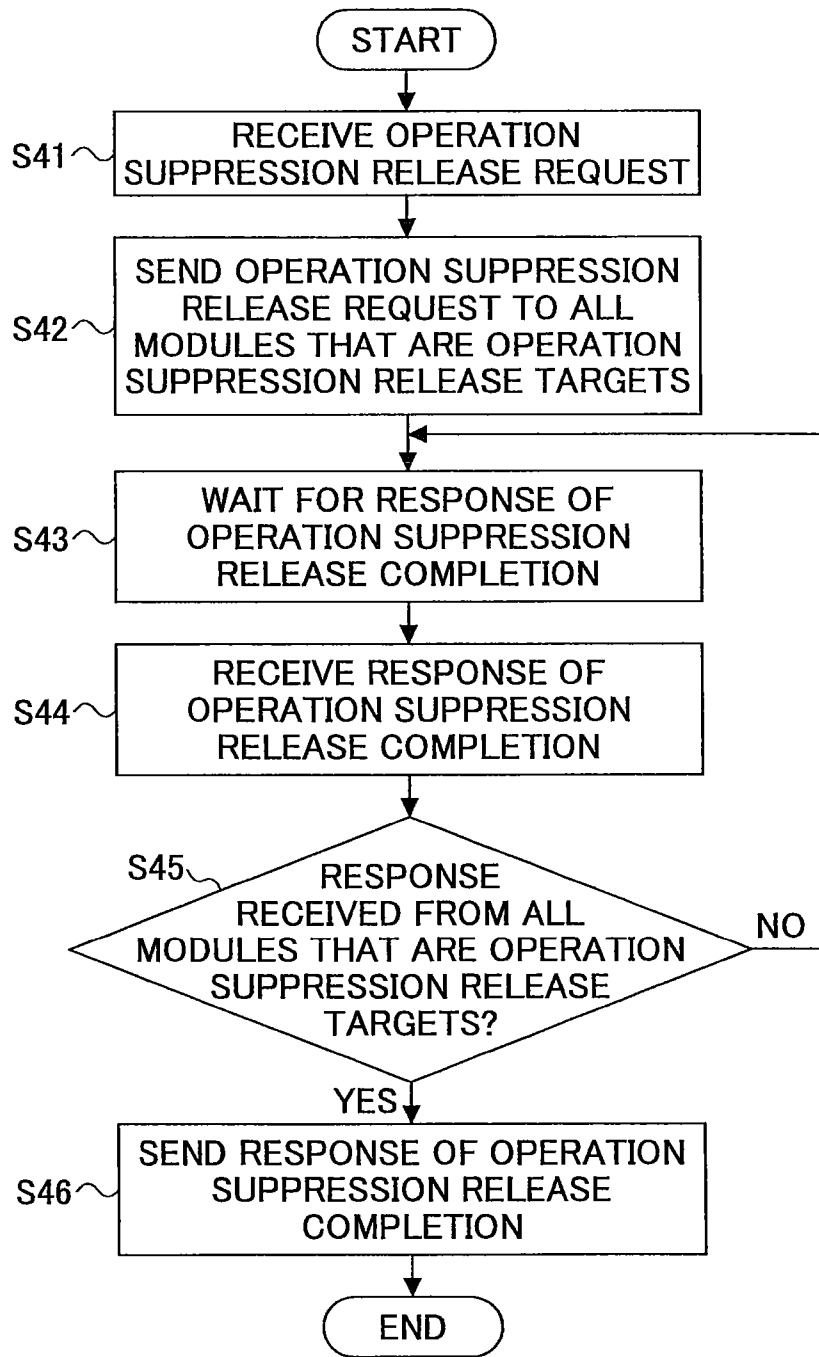 START
S41
RECEIVE OPERATION
SUPPRESSION RELEASE REQUEST
S42
SEND OPERATION SUPPRESSION
RELEASE REQUEST TO ALL
MODULES THAT ARE OPERATION
SUPPRESSION RELEASE TARGETS
S43
WAIT FOR RESPONSE OF
OPERATION SUPPRESSION
RELEASE COMPLETION
S44
RECEIVE RESPONSE OF
OPERATION SUPPRESSION
RELEASE COMPLETION
S45
RESPONSE
RECEIVED FROM ALL
MODULES THAT ARE OPERATION
SUPPRESSION RELEASE
TARGETS?
NO
YES
S46
SEND RESPONSE OF OPERATION
SUPPRESSION RELEASE
COMPLETION
END